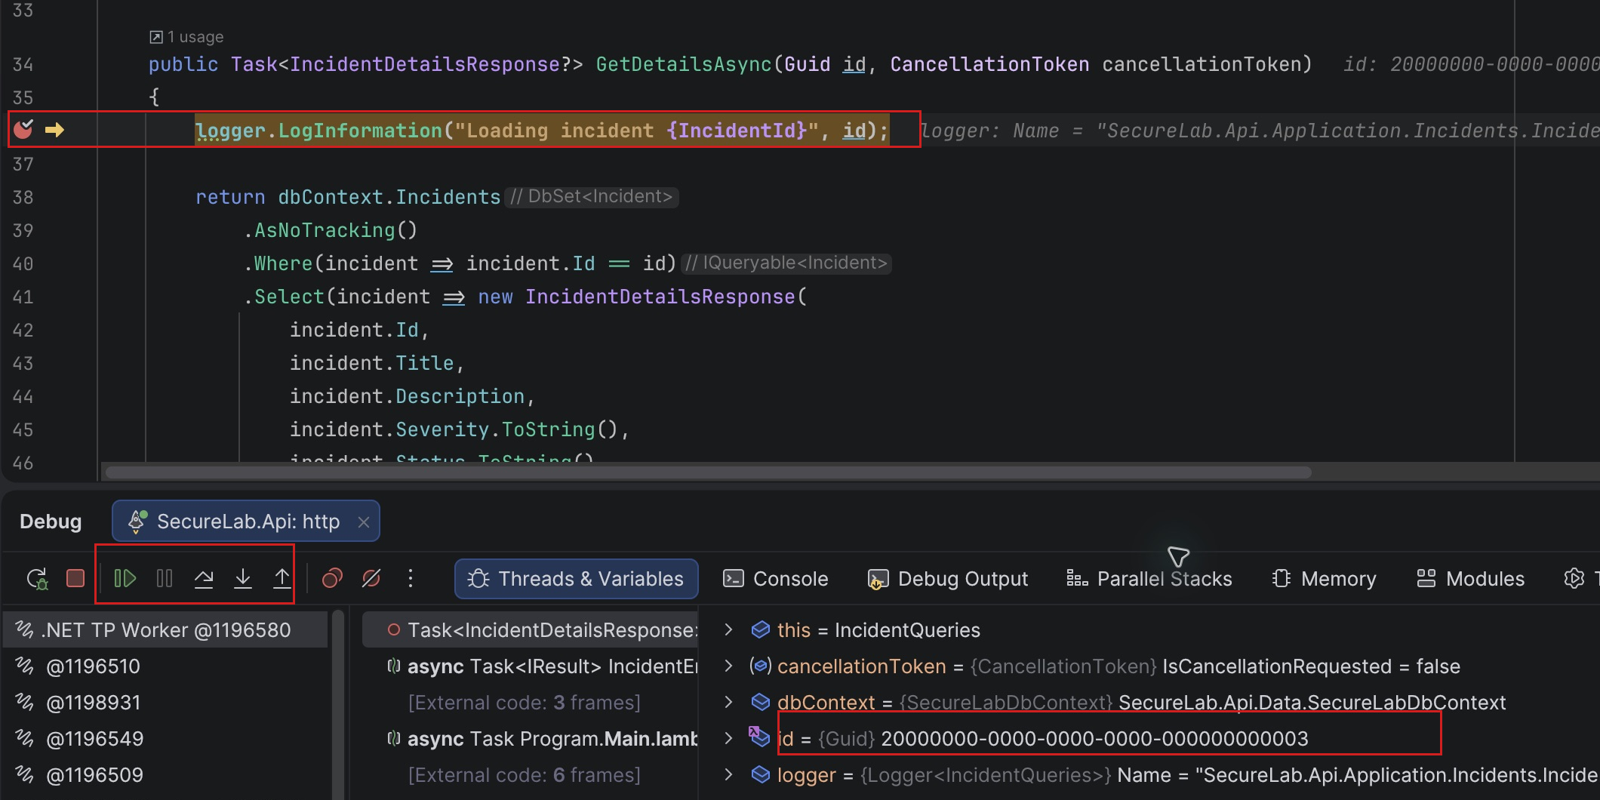 33
1 usage
34 public Task<IncidentDetailsResponse?> GetDetailsAsync(Guid id, CancellationToken cancellationToken) id: 20000000-0000-0000
35 {
logger.LogInformation("Loading incident {IncidentId}", id); logger: Name = "SecureLab.Api.Application.Incidents.Incide
37
38 return dbContext.Incidents // DbSet<Incident>
39 .AsNoTracking()
40 .Where(incident => incident.Id == id) // IQueryable<Incident>
41 .Select(incident => new IncidentDetailsResponse(
42 incident.Id,
43 incident.Title,
44 incident.Description,
45 incident.Severity.ToString(),
46 incident.Status.ToString()
Debug SecureLab.Api: http
Threads & Variables Console Debug Output Parallel Stacks Memory Modules T
.NET TP Worker @1196580 Task<IncidentDetailsResponse> this = IncidentQueries
@1196510 async Task<IResult> IncidentEn cancellationToken = {CancellationToken} IsCancellationRequested = false
@1198931 [External code: 3 frames] dbContext = {SecureLabDbContext} SecureLab.Api.Data.SecureLabDbContext
@1196549 async Task Program.Main.lamb id = {Guid} 20000000-0000-0000-0000-000000000003
@1196509 [External code: 6 frames] logger = {Logger<IncidentQueries>} Name = "SecureLab.Api.Application.Incidents.Incide